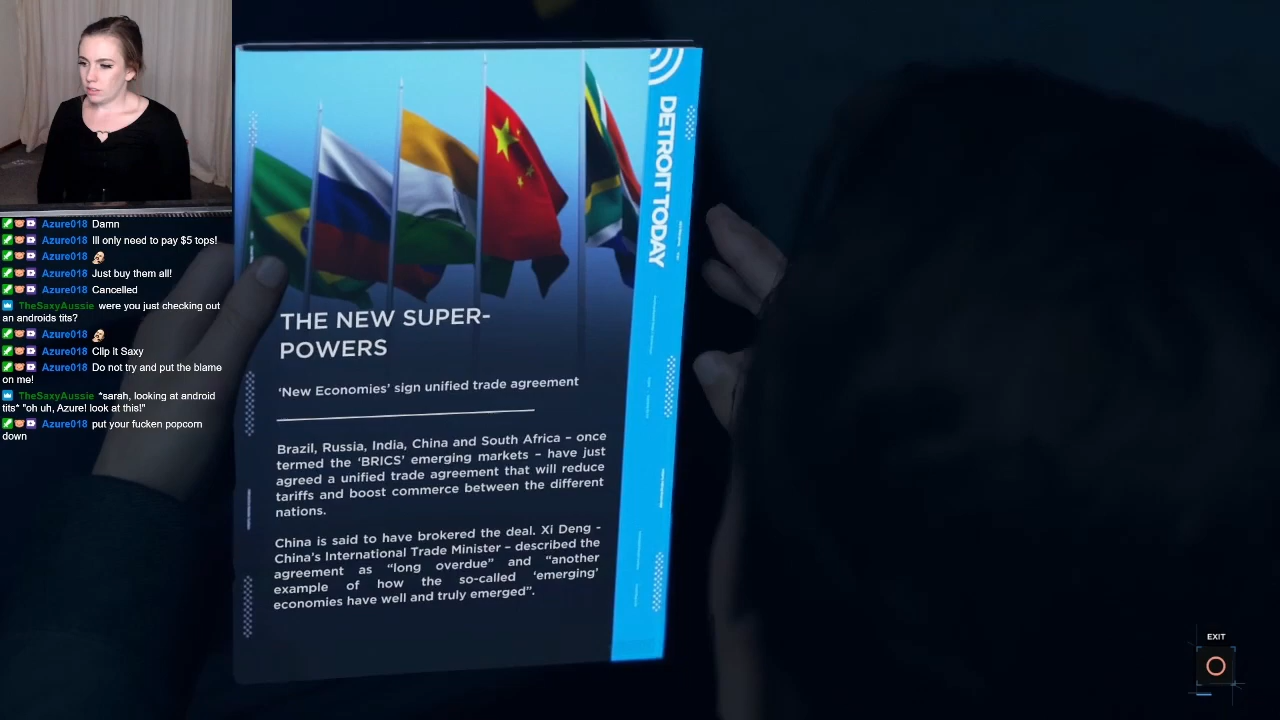 Azure018 Damn
Azure018 Ill only need to pay $5 tops!
Azure018
Azure018 Just buy them all!
Azure018 Cancelled
TheSaxyAussie were you just checking out
an androids tits?
Azure018
Azure018 Clip It Saxy
Azure018 Do not try and put the blame
on me!
TheSaxyAussie *sarah, looking at android
tits* "oh uh, Azure! look at this!"
Azure018 put your fucken popcorn
down
DETROIT TODAY
THE NEW SUPER-
POWERS
‘New Economies’ sign unified trade agreement
Brazil, Russia, India, China and South Africa – once
termed the ‘BRICS’ emerging markets – have just
agreed a unified trade agreement that will reduce
tariffs and boost commerce between the different
nations.
China is said to have brokered the deal. Xi Deng -
China’s International Trade Minister – described the
agreement as “long overdue” and “another
example of how the so-called ‘emerging’
economies have well and truly emerged”.
EXIT